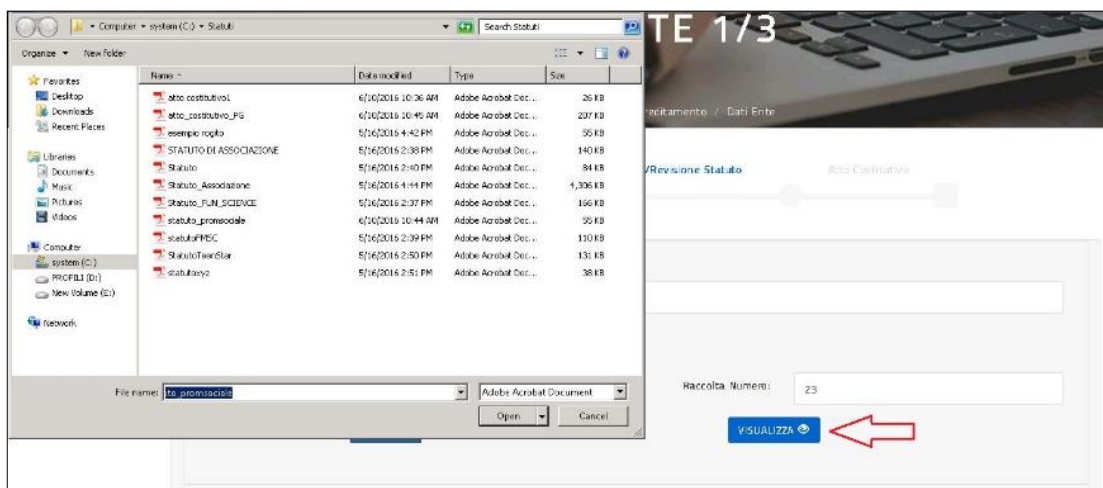 Computer • system (C:) • Statuti
Search Statuti
TE 1/3
Organize New folder
Name Date modified Type Size
Favorites
Desktop
Downloads
Recent Places
Libraries
Documents
Music
Pictures
Videos
Computer
system (C:)
PROFILI (D:)
New Volume (E:)
Network
atto costitutivo1 6/10/2016 10:36 AM Adobe Acrobat Doc... 26 KB
atto_costitutivo_PG 6/10/2016 10:45 AM Adobe Acrobat Doc... 207 KB
esempio rogito 5/16/2016 4:42 PM Adobe Acrobat Doc... 55 KB
STATUTO DI ASSOCIAZIONE 5/16/2016 2:38 PM Adobe Acrobat Doc... 140 KB
Statuto 5/16/2016 2:40 PM Adobe Acrobat Doc... 84 KB
Statuto_Associazione 5/16/2016 4:44 PM Adobe Acrobat Doc... 4,306 KB
Statuto_FUN_SCIENCE 5/16/2016 2:37 PM Adobe Acrobat Doc... 166 KB
statuto_promsociale 6/10/2016 10:44 AM Adobe Acrobat Doc... 55 KB
statutoFMSC 5/16/2016 2:39 PM Adobe Acrobat Doc... 110 KB
StatutoTeenStar 5/16/2016 2:50 PM Adobe Acrobat Doc... 131 KB
statutoxyz 5/16/2016 2:51 PM Adobe Acrobat Doc... 38 KB
reditamento / Dati Ente
/Revisione Statuto
Atto Costitutivo
File name: ito_promsociale
Adobe Acrobat Document
Open Cancel
Raccolta Numero: 23
VISUALIZZA